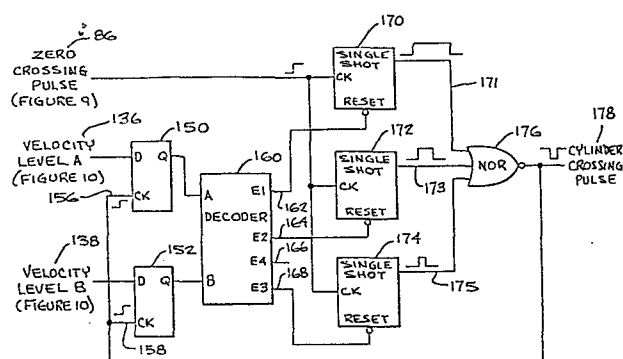 86
ZERO
CROSSING
PULSE
(FIGURE 9)
170
SINGLE
SHOT
CK
RESET
171
136
VELOCITY
LEVEL A
(FIGURE 10)
150
D Q
156
CK
160
A E1
DECODER
E2
E4
B E3
162
164
166
168
172
SINGLE
SHOT
CK
RESET
173
176
NOR
178
CYLINDER
CROSSING
PULSE
138
VELOCITY
LEVEL B
(FIGURE 10)
152
D Q
CK
158
174
SINGLE
SHOT
CK
RESET
175